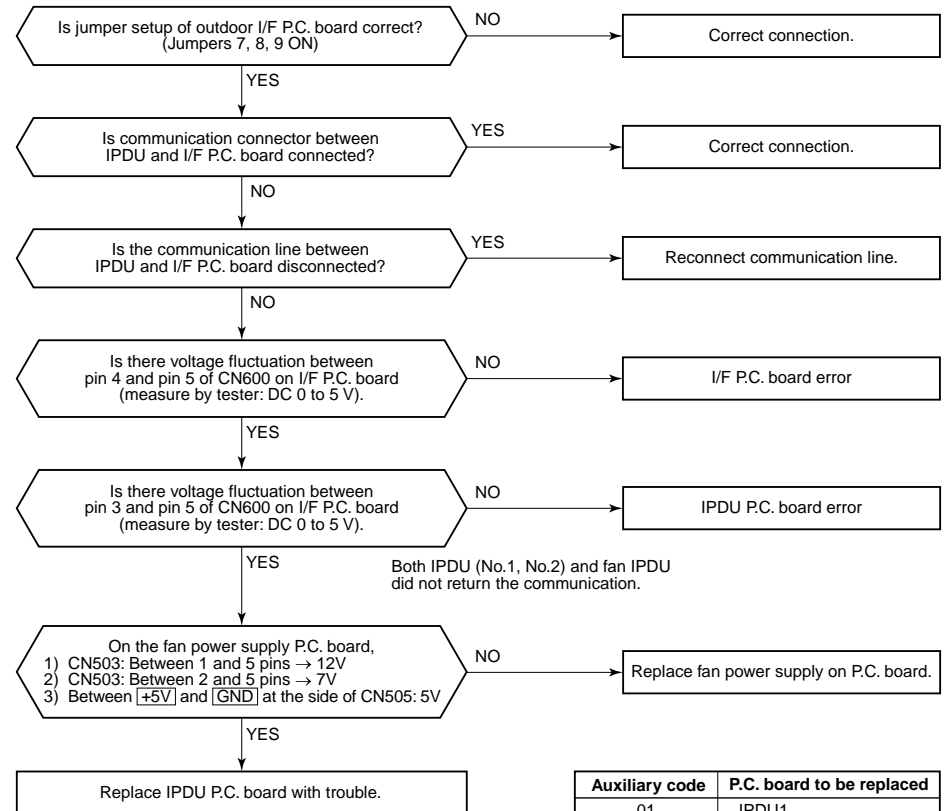 Is jumper setup of outdoor I/F P.C. board correct?
(Jumpers 7, 8, 9 ON)
NO
Correct connection.
YES
Is communication connector between
IPDU and I/F P.C. board connected?
YES
Correct connection.
NO
Is the communication line between
IPDU and I/F P.C. board disconnected?
YES
Reconnect communication line.
NO
Is there voltage fluctuation between
pin 4 and pin 5 of CN600 on I/F P.C. board
(measure by tester: DC 0 to 5 V).
NO
I/F P.C. board error
YES
Is there voltage fluctuation between
pin 3 and pin 5 of CN600 on I/F P.C. board
(measure by tester: DC 0 to 5 V).
NO
IPDU P.C. board error
YES
Both IPDU (No.1, No.2) and fan IPDU
did not return the communication.
On the fan power supply P.C. board,
1) CN503: Between 1 and 5 pins → 12V
2) CN503: Between 2 and 5 pins → 7V
3) Between +5V and GND at the side of CN505: 5V
NO
Replace fan power supply on P.C. board.
YES
Replace IPDU P.C. board with trouble.
Auxiliary code P.C. board to be replaced
01 IPDU1